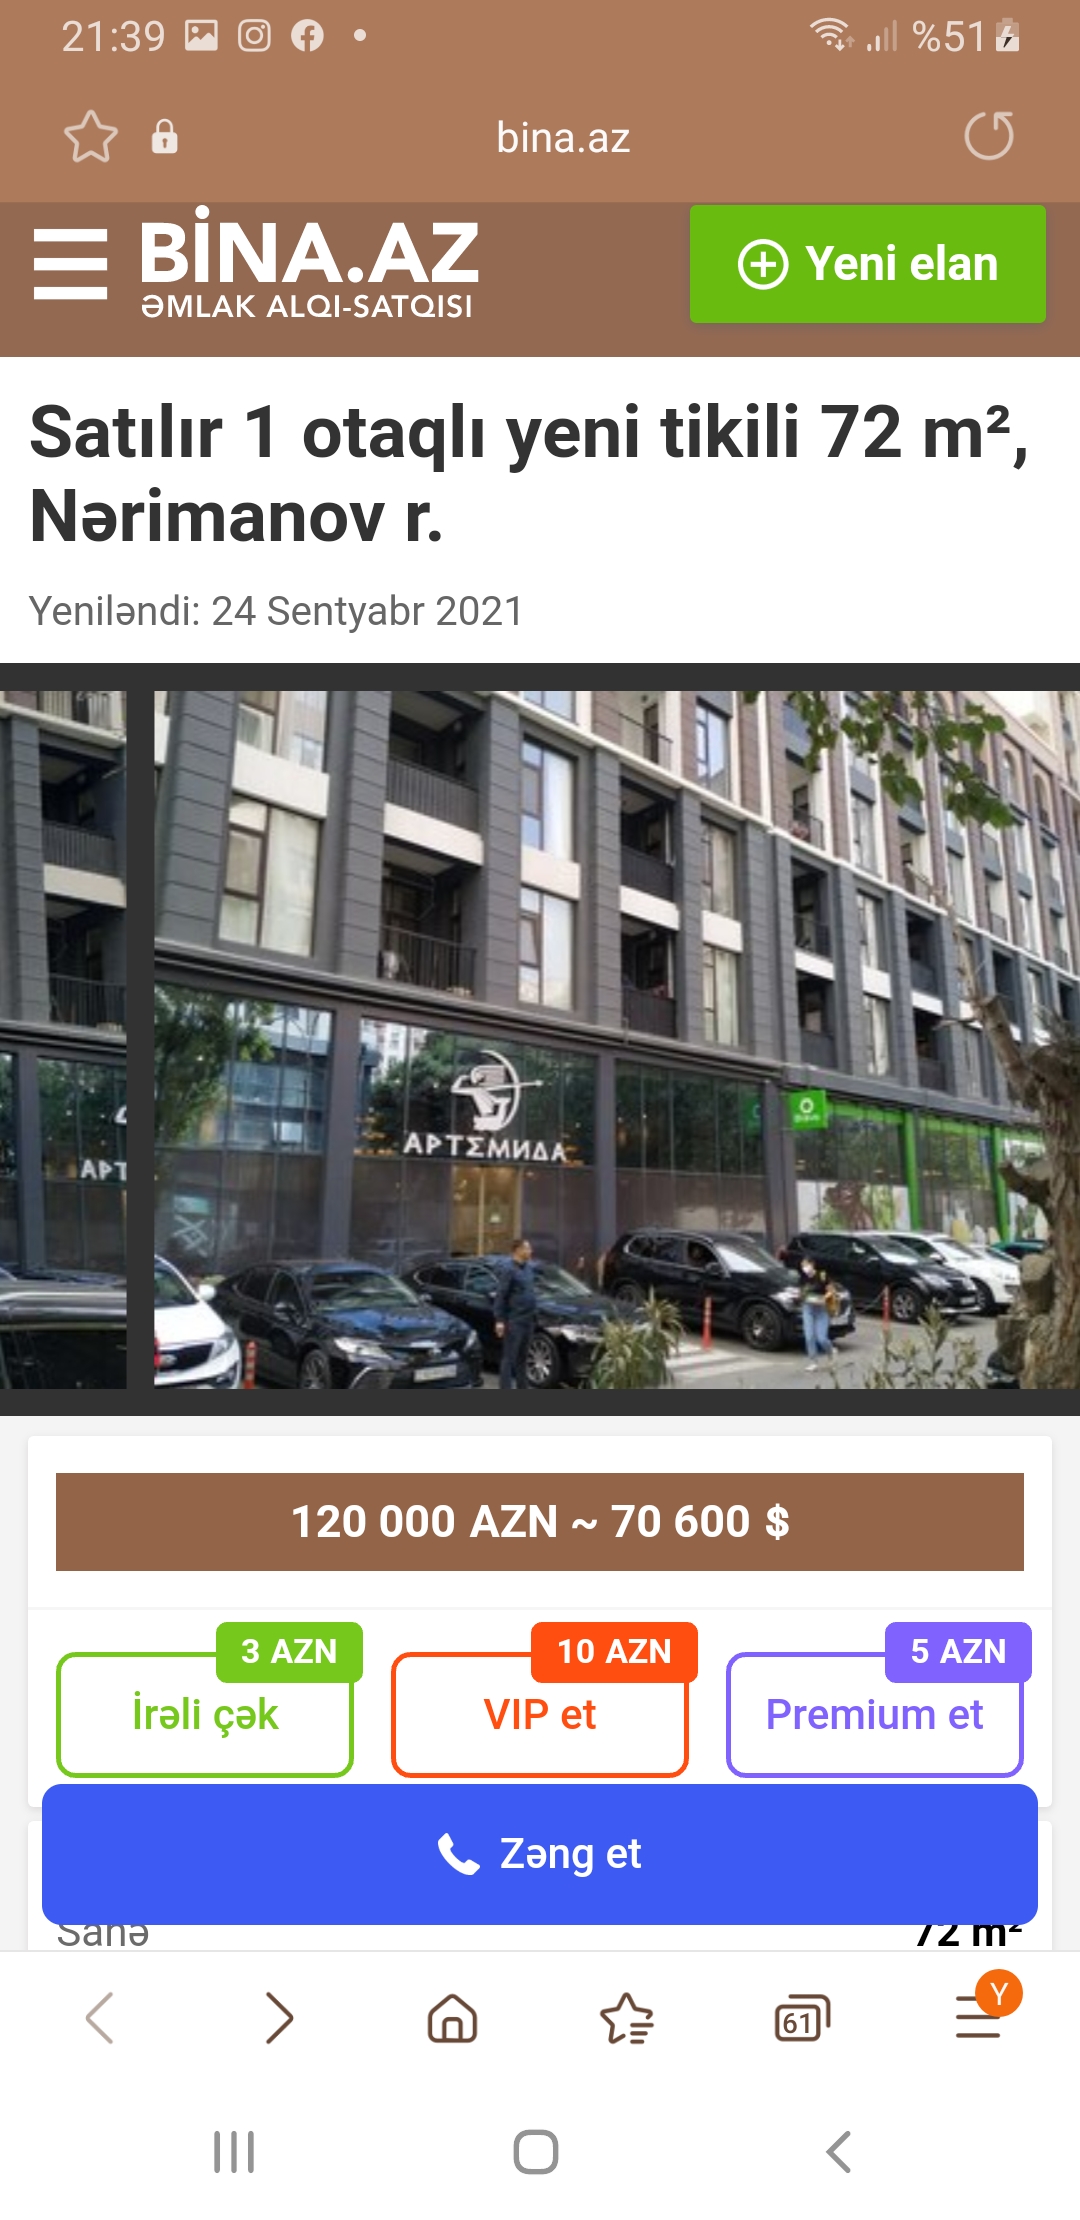 21:39
%51
bina.az
BİNA.AZ
ƏMLAK ALQI-SATQISI
Yeni elan
Satılır 1 otaqlı yeni tikili 72 m²,
Nərimanov r.
Yeniləndi: 24 Sentyabr 2021
АРТ
АРТΣМИДА
120 000 AZN ~ 70 600 $
3 AZN
10 AZN
5 AZN
İrəli çək
VIP et
Premium et
Zəng et
Sahə
72 m²
61
Y